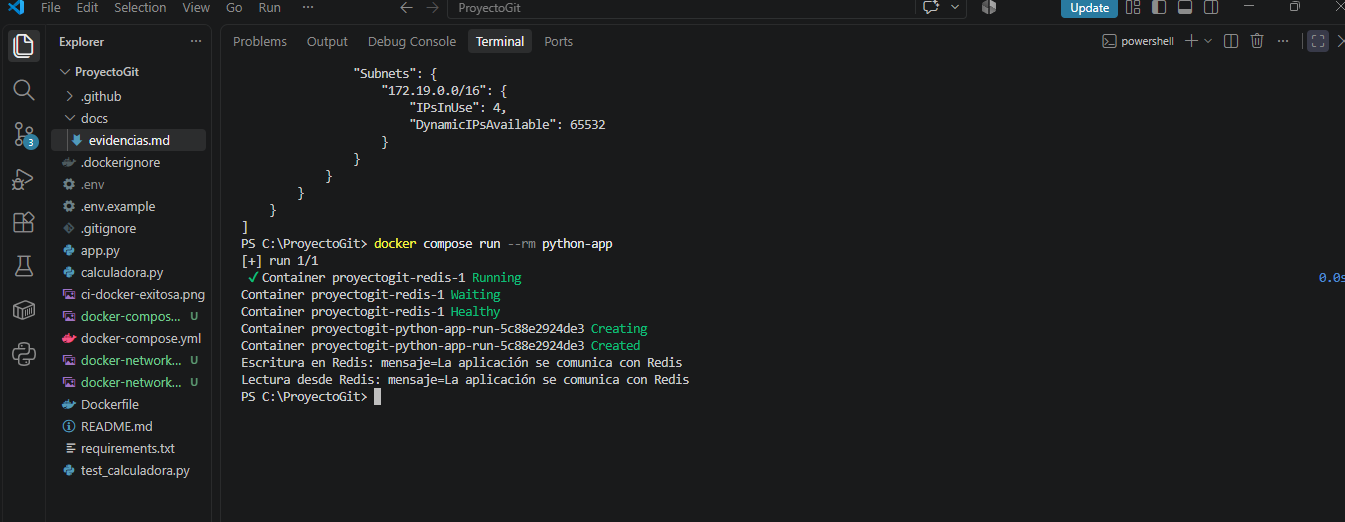 File Edit Selection View Go Run ··· ProyectoGit Update
Explorer ···
ProyectoGit
.github
docs
evidencias.md
.dockerignore
.env
.env.example
.gitignore
app.py
calculadora.py
ci-docker-exitosa.png
docker-compos... U
docker-compose.yml
docker-network... U
docker-network... U
Dockerfile
README.md
requirements.txt
test_calculadora.py
3
Problems Output Debug Console Terminal Ports powershell
"Subnets": {
"172.19.0.0/16": {
"IPsInUse": 4,
"DynamicIPsAvailable": 65532
}
}
}
}
}
]
PS C:\ProyectoGit> docker compose run --rm python-app
[+] run 1/1
✓Container proyectogit-redis-1 Running 0.0s
Container proyectogit-redis-1 Waiting
Container proyectogit-redis-1 Healthy
Container proyectogit-python-app-run-5c88e2924de3 Creating
Container proyectogit-python-app-run-5c88e2924de3 Created
Escritura en Redis: mensaje=La aplicación se comunica con Redis
Lectura desde Redis: mensaje=La aplicación se comunica con Redis
PS C:\ProyectoGit>